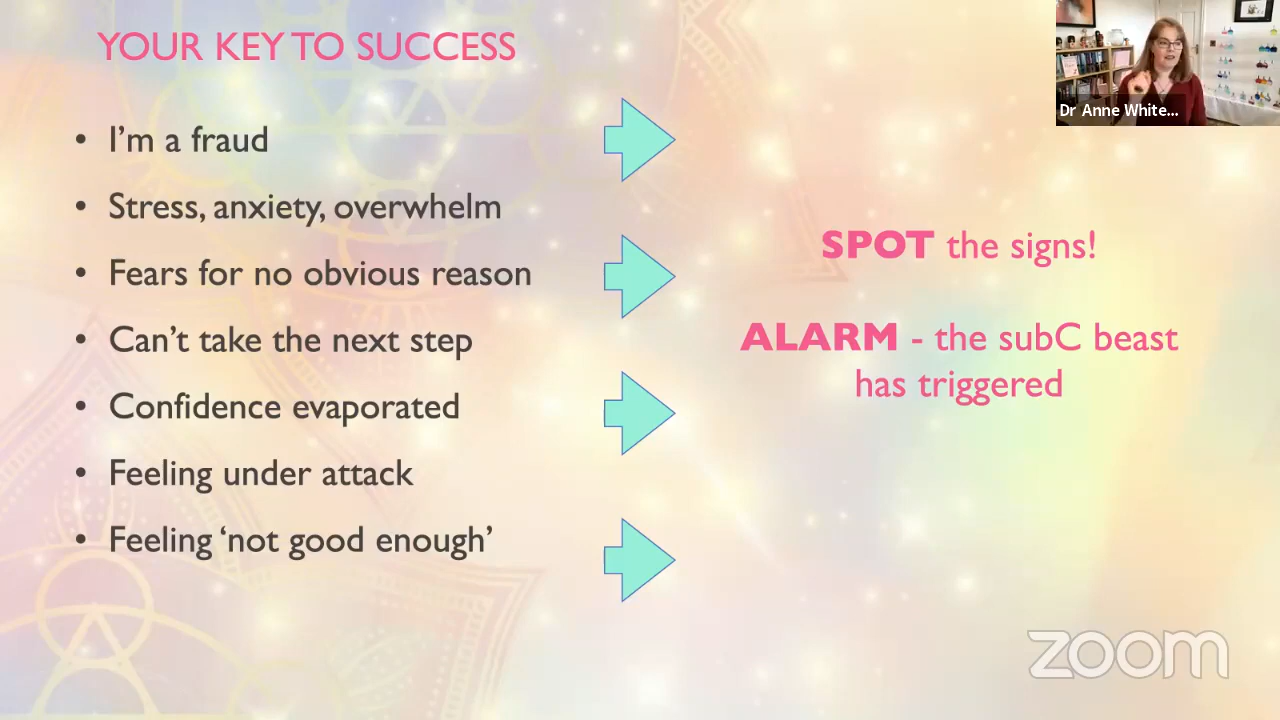 YOUR KEY TO SUCCESS
• I'm a fraud
• Stress, anxiety, overwhelm
• Fears for no obvious reason
• Can't take the next step
• Confidence evaporated
• Feeling under attack
• Feeling 'not good enough'
SPOT the signs!
ALARM - the subC beast
has triggered
Dr Anne White...
zoom